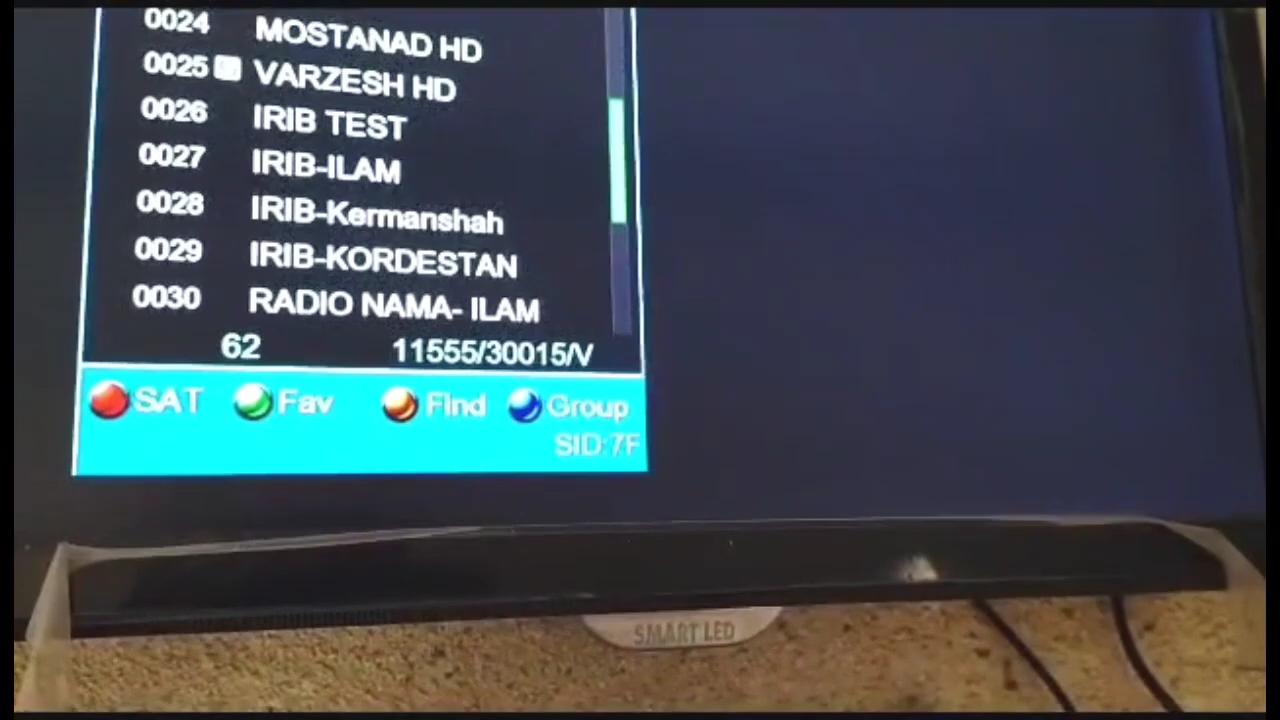 0024 MOSTANAD HD
0025 VARZESH HD
0026 IRIB TEST
0027 IRIB-ILAM
0028 IRIB-Kermanshah
0029 IRIB-KORDESTAN
0030 RADIO NAMA- ILAM
62 11555/30015/V
SAT Fav FInd Group
SID:7F
SMART LED